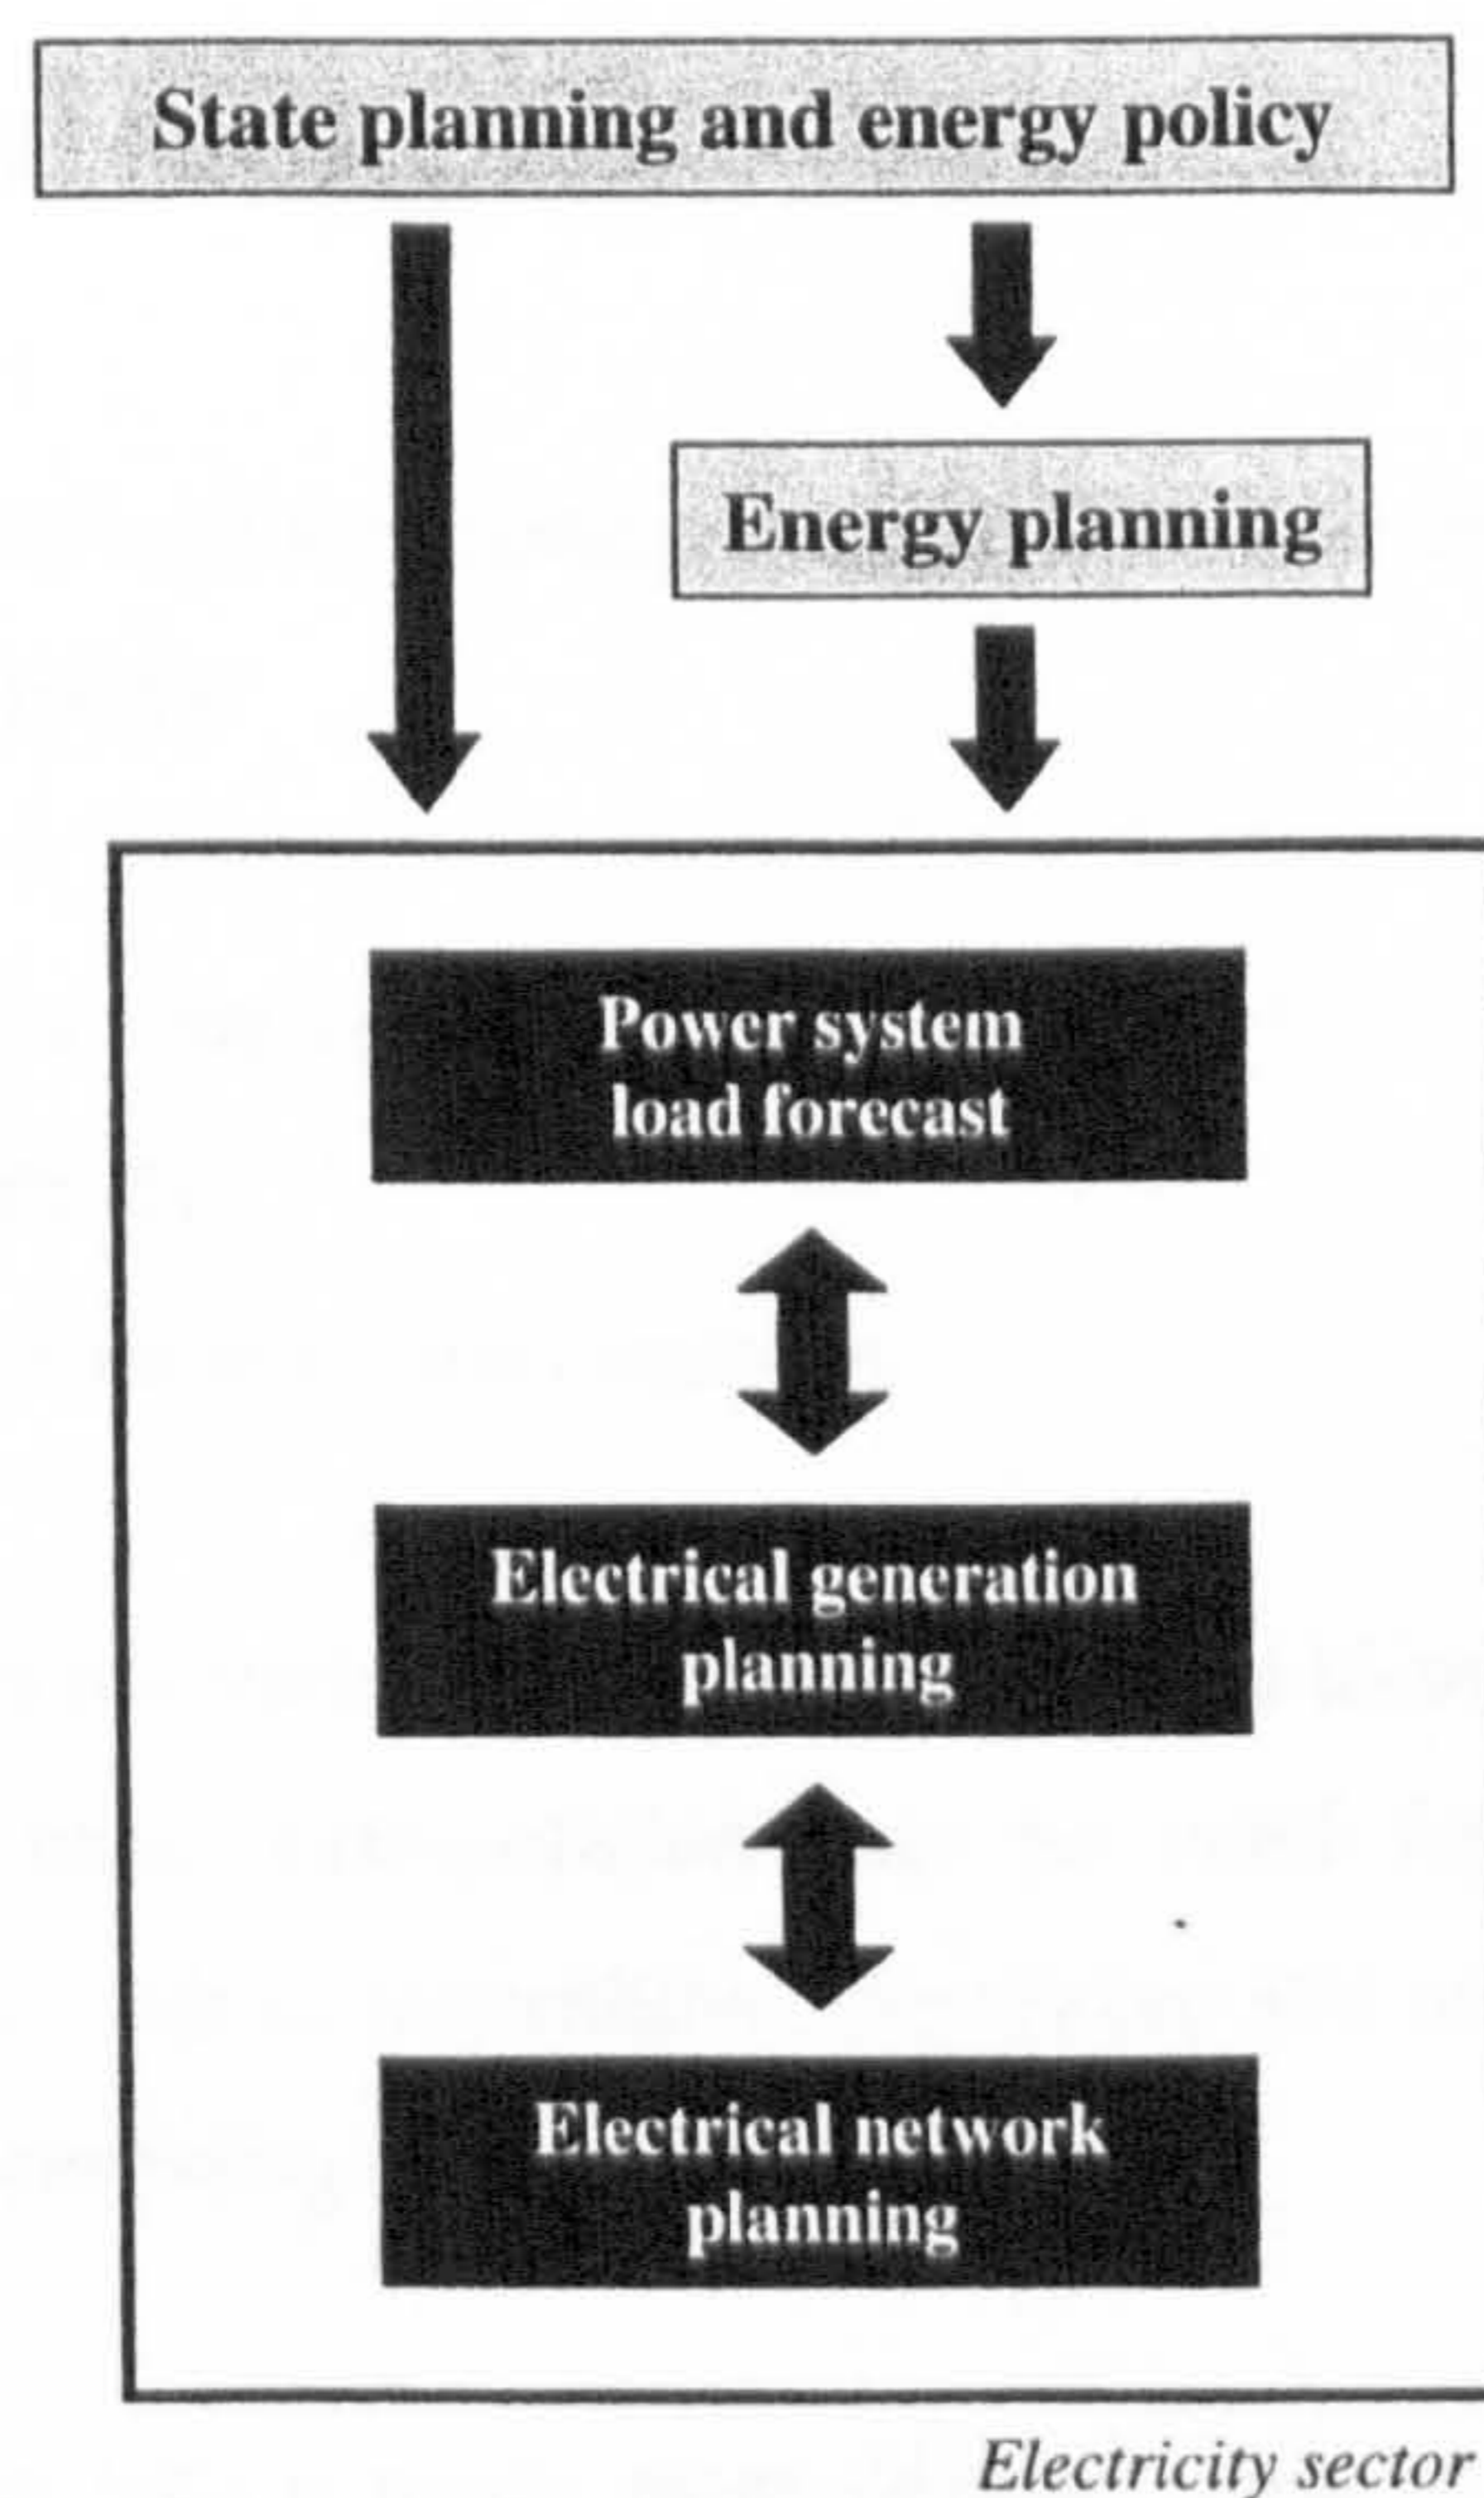 State planning and energy policy
Energy planning
Power system
load forecast
Electrical generation
planning
Electrical network
planning
Electricity sector